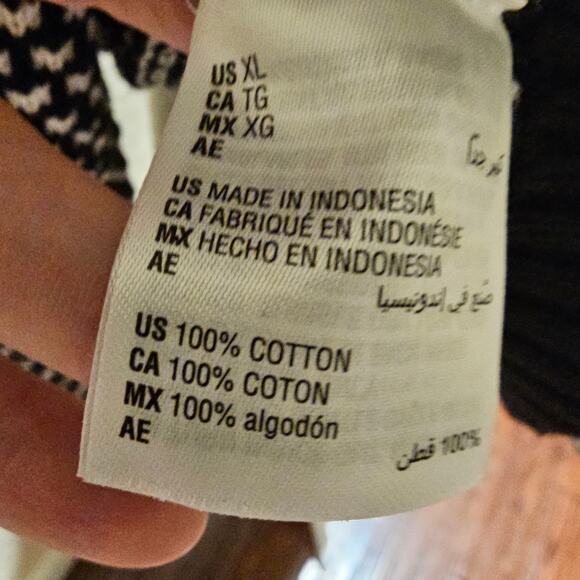 US XL
CA TG
MX XG
AE كبير جداً
US MADE IN INDONESIA
CA FABRIQUÉ EN INDONÉSIE
MX HECHO EN INDONESIA
AE
صنع في إندونيسيا
US 100% COTTON
CA 100% COTON
MX 100% algodón
AE
100% قطن